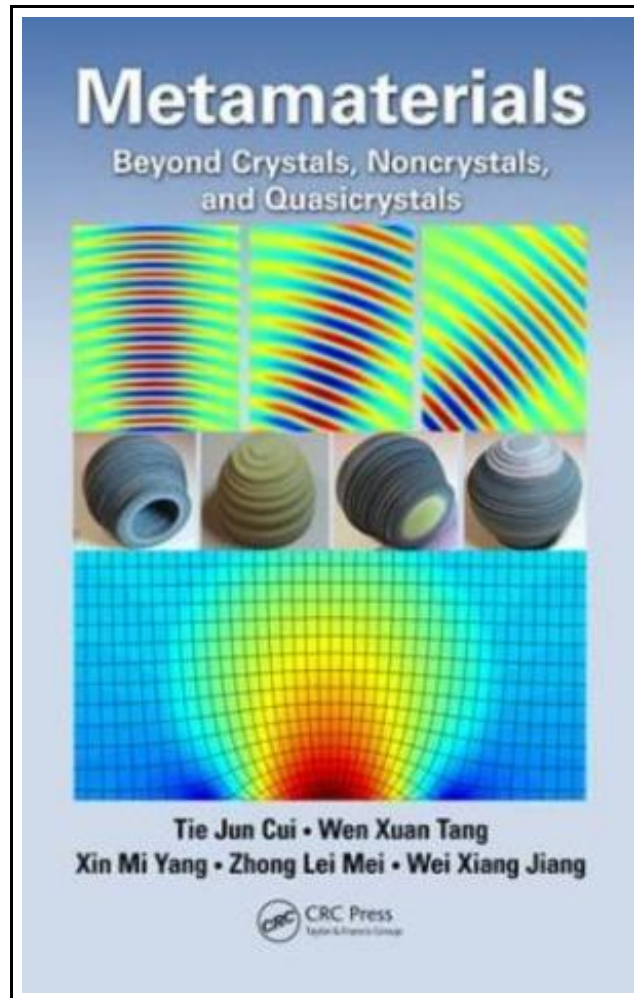 Metamaterials
Beyond Crystals, Noncrystals,
and Quasicrystals
Tie Jun Cui • Wen Xuan Tang
Xin Mi Yang • Zhong Lei Mei • Wei Xiang Jiang
CRC CRC Press
Taylor & Francis Group